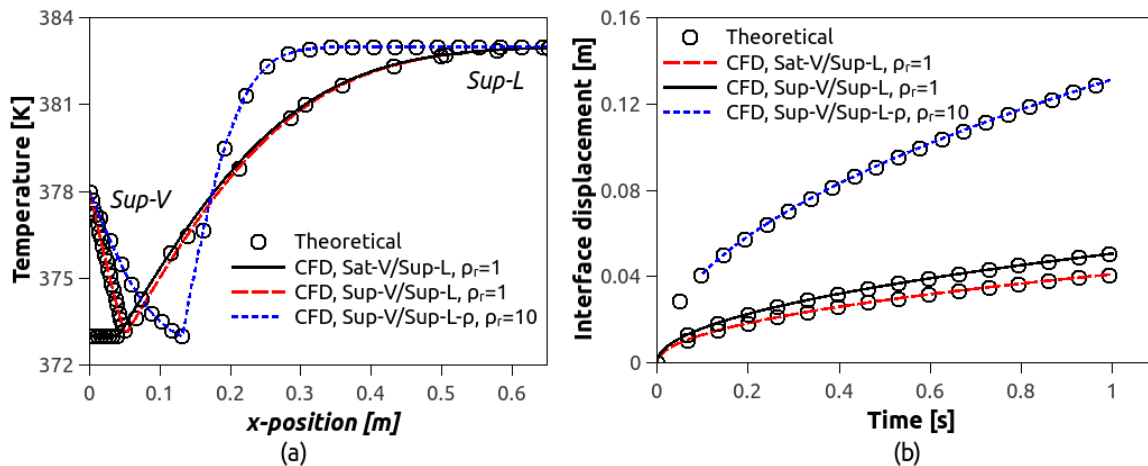 384
381
378
375
372
Temperature [K]
Sup-V
Sup-L
Theoretical
CFD, Sat-V/Sup-L, ρr=1
CFD, Sup-V/Sup-L, ρr=1
CFD, Sup-V/Sup-L-ρ, ρr=10
0 0.1 0.2 0.3 0.4 0.5 0.6
x-position [m]
(a)
0.16
0.12
0.08
0.04
0
Interface displacement [m]
Theoretical
CFD, Sat-V/Sup-L, ρr=1
CFD, Sup-V/Sup-L, ρr=1
CFD, Sup-V/Sup-L-ρ, ρr=10
0 0.2 0.4 0.6 0.8 1
Time [s]
(b)